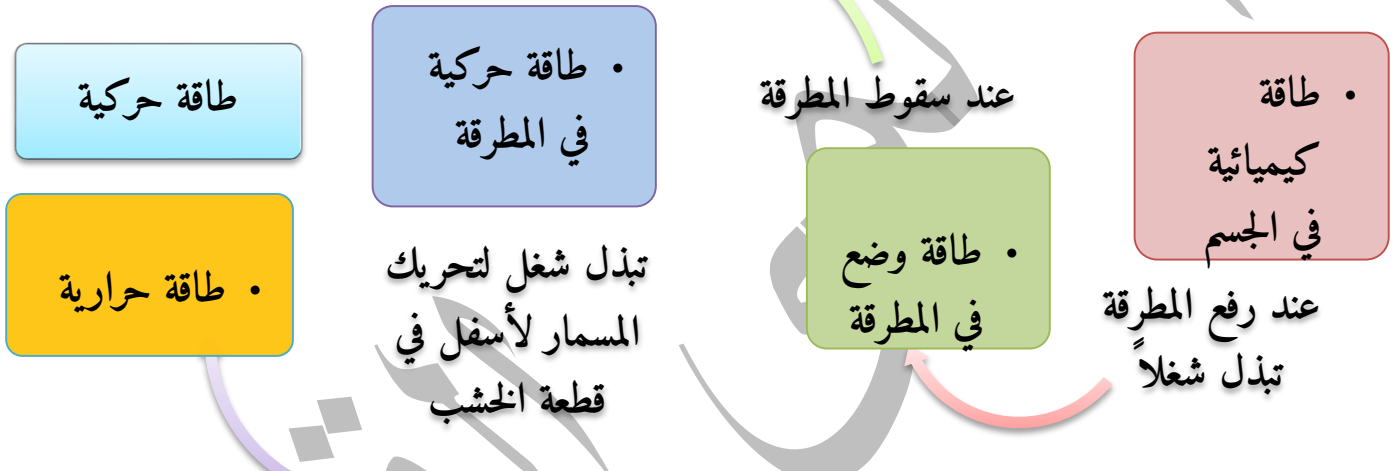 • طاقة
كيميائية
في الجسم
عند رفع المطرقة
تبذل شغلاً
عند سقوط المطرقة
• طاقة وضع
في المطرقة
• طاقة حركية
في المطرقة
تبذل شغل لتحريك
المسمار لأسفل في
قطعة الخشب
طاقة حركية
• طاقة حرارية